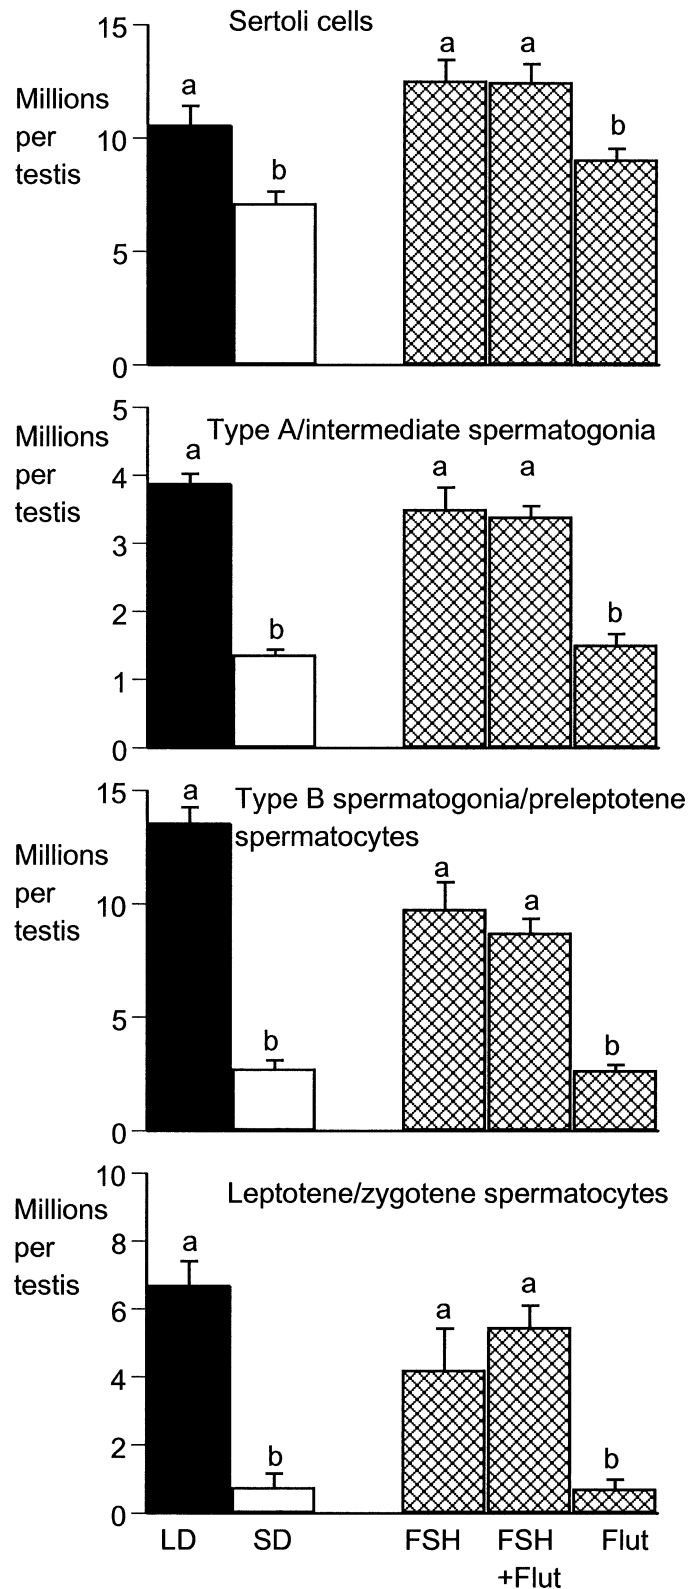 Sertoli cells
Millions
per
testis
15
10
5
0
a
b
a
a
b
Type A/intermediate spermatogonia
Millions
per
testis
5
4
3
2
1
0
a
b
a
a
b
Type B spermatogonia/preleptotene
spermatocytes
Millions
per
testis
15
10
5
0
a
b
a
a
b
Leptotene/zygotene spermatocytes
Millions
per
testis
10
8
6
4
2
0
a
b
a
a
b
LD SD FSH FSH Flut
+Flut